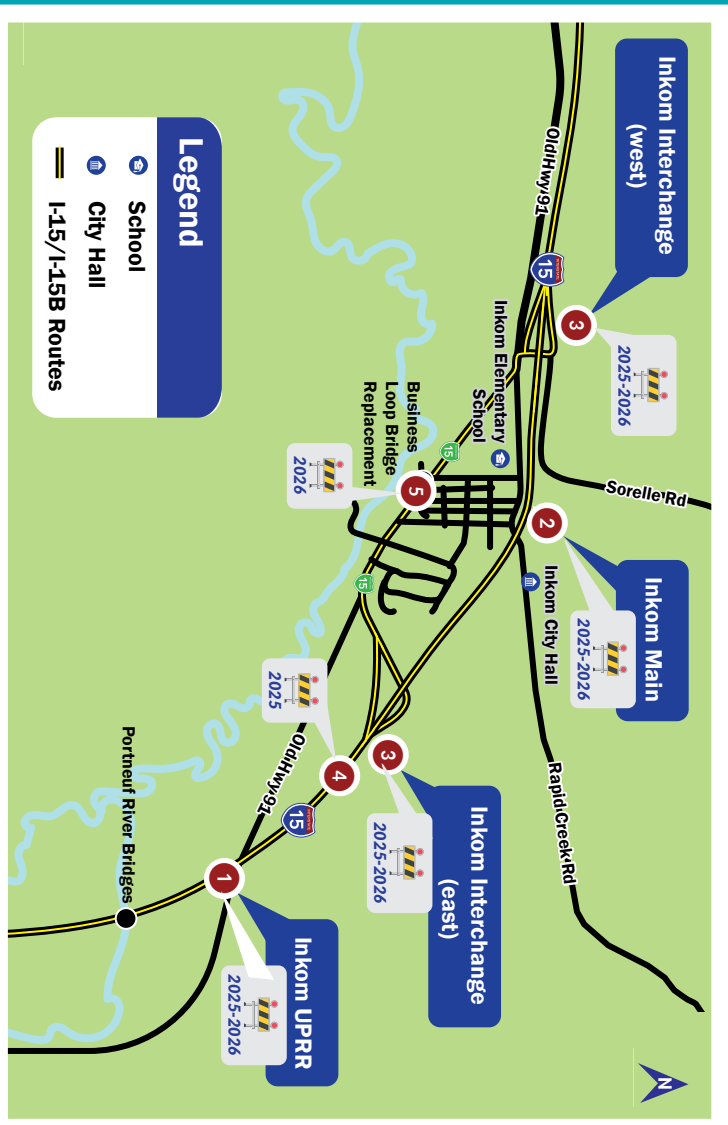 Inkom Interchange
(west)
3
2025-2026
Old Hwy 91
15
Sorelle Rd
Inkom Elementary
School
15
Business
Loop Bridge
Replacement
5
2026
2
Inkom Main
2025-2026
Inkom City Hall
15
Rapid Creek Rd
3
Inkom Interchange
(east)
2025-2026
4
2025
Old Hwy 91
15
1
Inkom UPRR
2025-2026
Portneuf River Bridges
N
Legend
School
City Hall
I-15/I-15B Routes